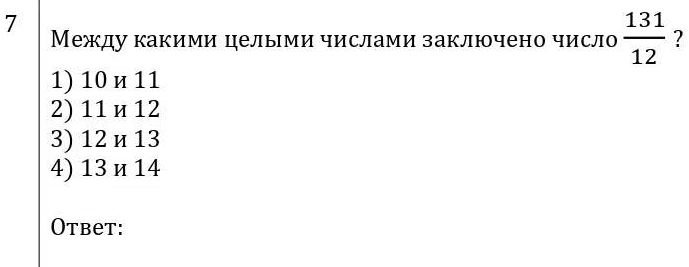 7
Между какими целыми числами заключено число 131/12 ?
1) 10 и 11
2) 11 и 12
3) 12 и 13
4) 13 и 14
Ответ: